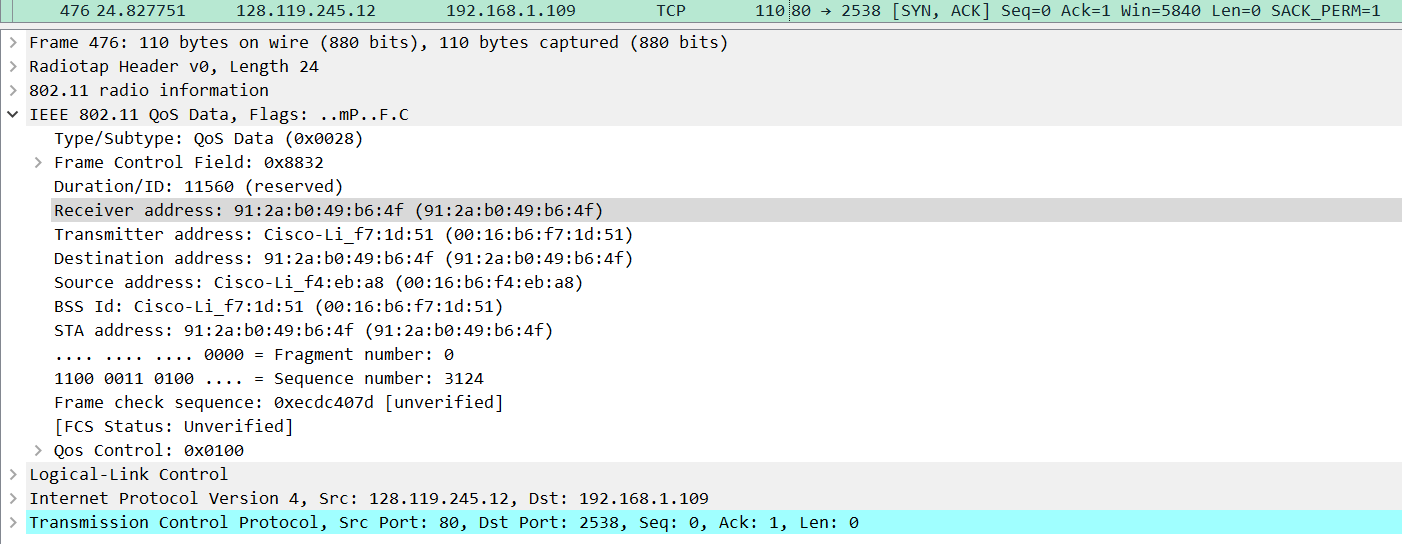 476 24.827751 128.119.245.12 192.168.1.109 TCP 110 80 → 2538 [SYN, ACK] Seq=0 Ack=1 Win=5840 Len=0 SACK_PERM=1
Frame 476: 110 bytes on wire (880 bits), 110 bytes captured (880 bits)
Radiotap Header v0, Length 24
802.11 radio information
IEEE 802.11 QoS Data, Flags: ..mP..F.C
Type/Subtype: QoS Data (0x0028)
Frame Control Field: 0x8832
Duration/ID: 11560 (reserved)
Receiver address: 91:2a:b0:49:b6:4f (91:2a:b0:49:b6:4f)
Transmitter address: Cisco-Li_f7:1d:51 (00:16:b6:f7:1d:51)
Destination address: 91:2a:b0:49:b6:4f (91:2a:b0:49:b6:4f)
Source address: Cisco-Li_f4:eb:a8 (00:16:b6:f4:eb:a8)
BSS Id: Cisco-Li_f7:1d:51 (00:16:b6:f7:1d:51)
STA address: 91:2a:b0:49:b6:4f (91:2a:b0:49:b6:4f)
.... .... .... 0000 = Fragment number: 0
1100 0011 0100 .... = Sequence number: 3124
Frame check sequence: 0xecdc407d [unverified]
[FCS Status: Unverified]
Qos Control: 0x0100
Logical-Link Control
Internet Protocol Version 4, Src: 128.119.245.12, Dst: 192.168.1.109
Transmission Control Protocol, Src Port: 80, Dst Port: 2538, Seq: 0, Ack: 1, Len: 0